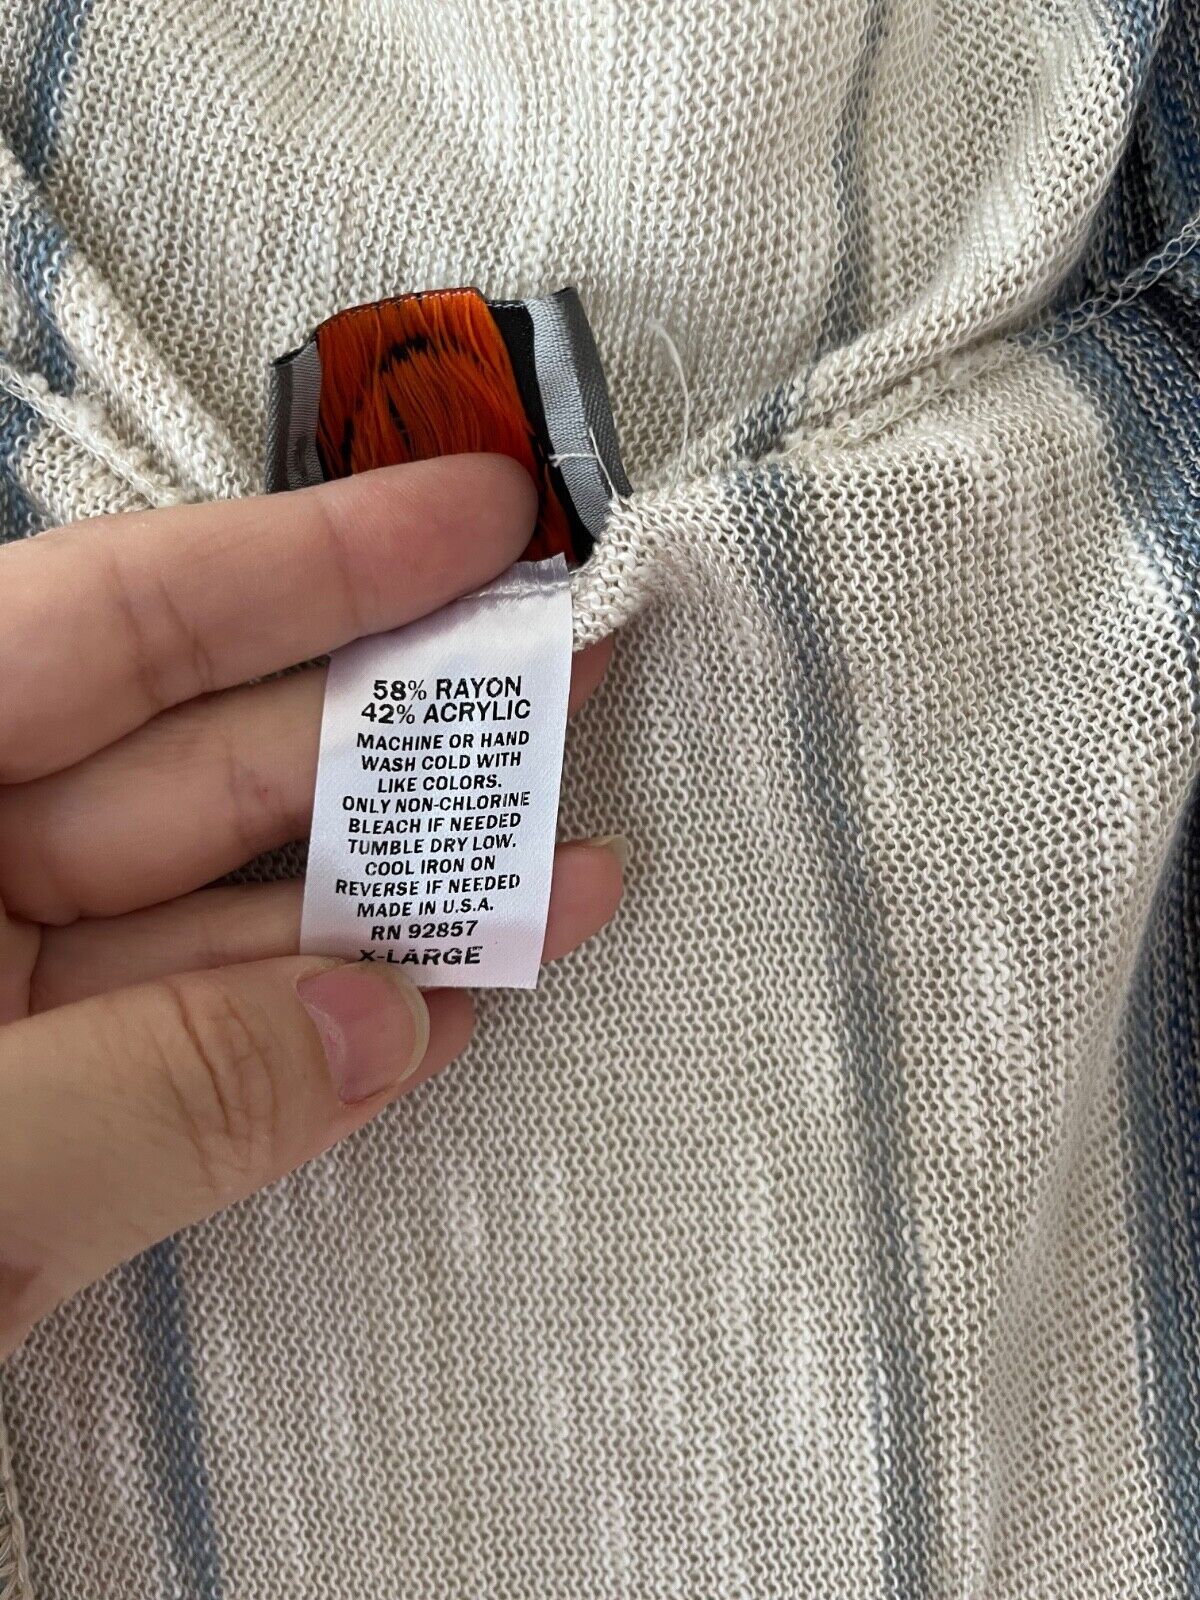 58% RAYON
42% ACRYLIC
MACHINE OR HAND
WASH COLD WITH
LIKE COLORS.
ONLY NON-CHLORINE
BLEACH IF NEEDED
TUMBLE DRY LOW.
COOL IRON ON
REVERSE IF NEEDED
MADE IN U.S.A.
RN 92857
X-LARGE